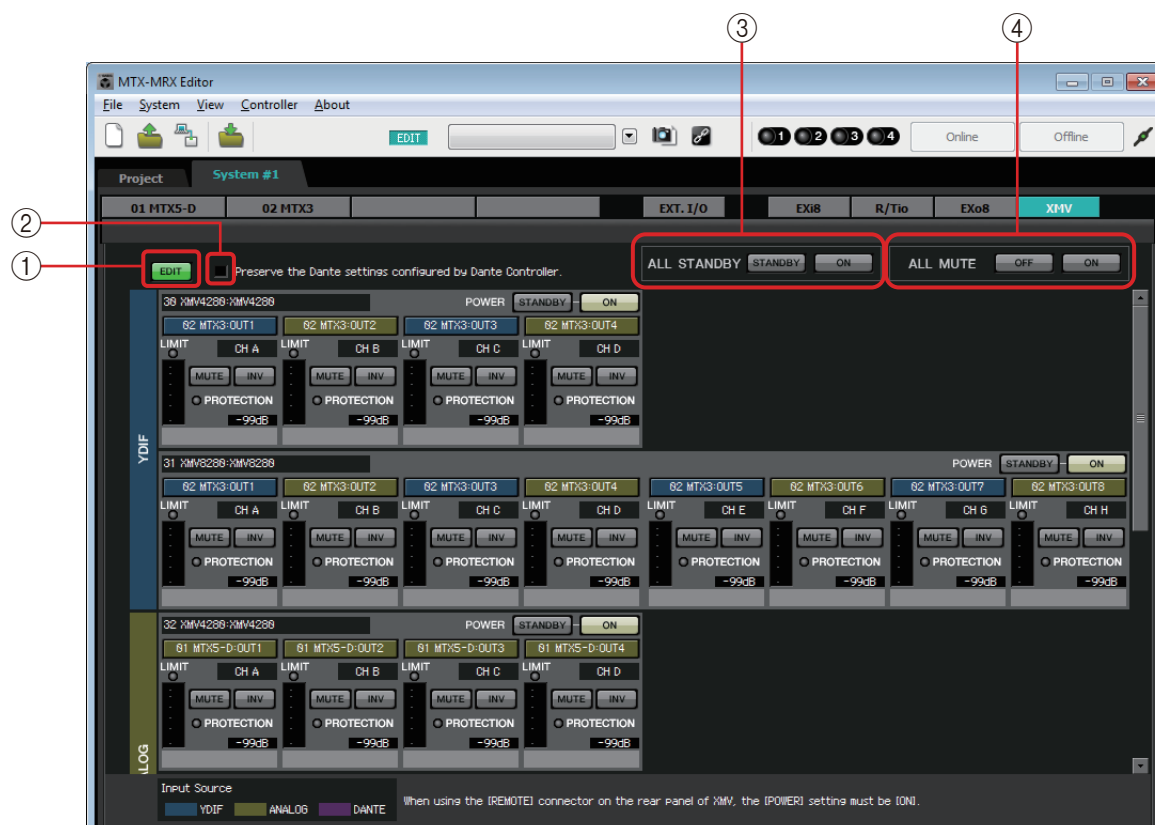 ③ ④
MTX-MRX Editor
File System View Controller About
EDIT 1 2 3 4 Online Offline
Project System #1
01 MTX5-D 02 MTX3 EXT. I/O EXi8 R/Tio EXo8 XMV
②
①
EDIT Preserve the Dante settings configured by Dante Controller. ALL STANDBY STANDBY ON ALL MUTE OFF ON
YDIF
30 XMV4280:XMV4280 POWER STANDBY ON
02 MTX3:OUT1 02 MTX3:OUT2 02 MTX3:OUT3 02 MTX3:OUT4
LIMIT CH A LIMIT CH B LIMIT CH C LIMIT CH D
MUTE INV MUTE INV MUTE INV MUTE INV
PROTECTION PROTECTION PROTECTION PROTECTION
-99dB -99dB -99dB -99dB
31 XMV8280:XMV8280 POWER STANDBY ON
02 MTX3:OUT1 02 MTX3:OUT2 02 MTX3:OUT3 02 MTX3:OUT4 02 MTX3:OUT5 02 MTX3:OUT6 02 MTX3:OUT7 02 MTX3:OUT8
LIMIT CH A LIMIT CH B LIMIT CH C LIMIT CH D LIMIT CH E LIMIT CH F LIMIT CH G LIMIT CH H
MUTE INV MUTE INV MUTE INV MUTE INV MUTE INV MUTE INV MUTE INV MUTE INV
PROTECTION PROTECTION PROTECTION PROTECTION PROTECTION PROTECTION PROTECTION PROTECTION
-99dB -99dB -99dB -99dB -99dB -99dB -99dB -99dB
ALOG
32 XMV4280:XMV4280 POWER STANDBY ON
01 MTX5-D:OUT1 01 MTX5-D:OUT2 01 MTX5-D:OUT3 01 MTX5-D:OUT4
LIMIT CH A LIMIT CH B LIMIT CH C LIMIT CH D
MUTE INV MUTE INV MUTE INV MUTE INV
PROTECTION PROTECTION PROTECTION PROTECTION
-99dB -99dB -99dB -99dB
Input Source
YDIF ANALOG DANTE
When using the [REMOTE] connector on the rear panel of XMV, the [POWER] setting must be [ON].